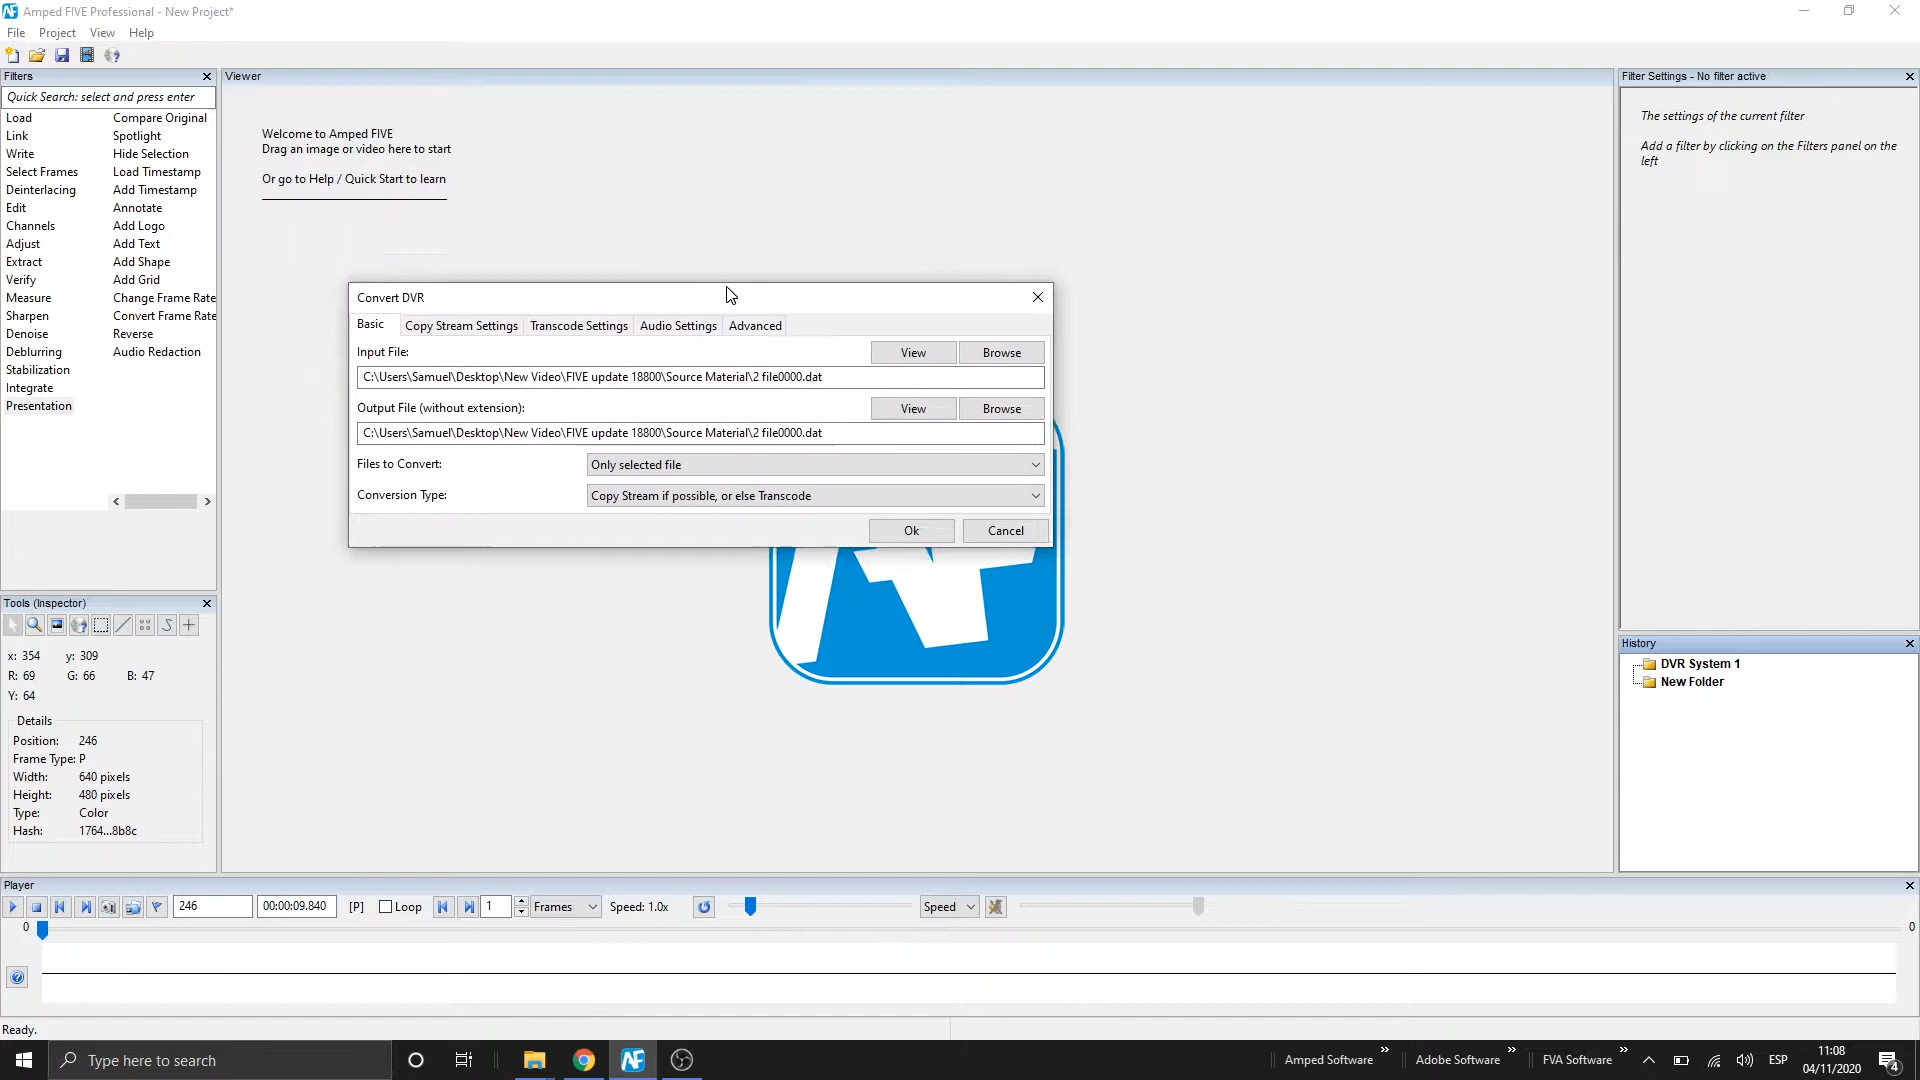 Amped FIVE Professional - New Project*
File Project View Help
Filters
Viewer
Filter Settings - No filter active
Quick Search: select and press enter
Load Compare Original
Link Spotlight
Write Hide Selection
Select Frames Load Timestamp
Deinterlacing Add Timestamp
Edit Annotate
Channels Add Logo
Adjust Add Text
Extract Add Shape
Verify Add Grid
Measure Change Frame Rate
Sharpen Convert Frame Rate
Denoise Reverse
Deblurring Audio Redaction
Stabilization
Integrate
Presentation
Welcome to Amped FIVE
Drag an image or video here to start
Or go to Help / Quick Start to learn
The settings of the current filter
Add a filter by clicking on the Filters panel on the
left
Convert DVR
Basic Copy Stream Settings Transcode Settings Audio Settings Advanced
Input File: View Browse
C:\Users\Samuel\Desktop\New Video\FIVE update 18800\Source Material\2 file0000.dat
Output File (without extension): View Browse
C:\Users\Samuel\Desktop\New Video\FIVE update 18800\Source Material\2 file0000.dat
Files to Convert: Only selected file
Conversion Type: Copy Stream if possible, or else Transcode
Ok Cancel
Tools (Inspector)
x: 354 y: 309
R: 69 G: 66 B: 47
Y: 64
Details
Position: 246
Frame Type: P
Width: 640 pixels
Height: 480 pixels
Type: Color
Hash: 1764...8b8c
History
DVR System 1
New Folder
Player
246 00:00:09.840 [P] Loop 1 Frames Speed: 1.0x Speed
0 0
Ready.
Type here to search
Amped Software Adobe Software FVA Software ESP 11:08
04/11/2020
4